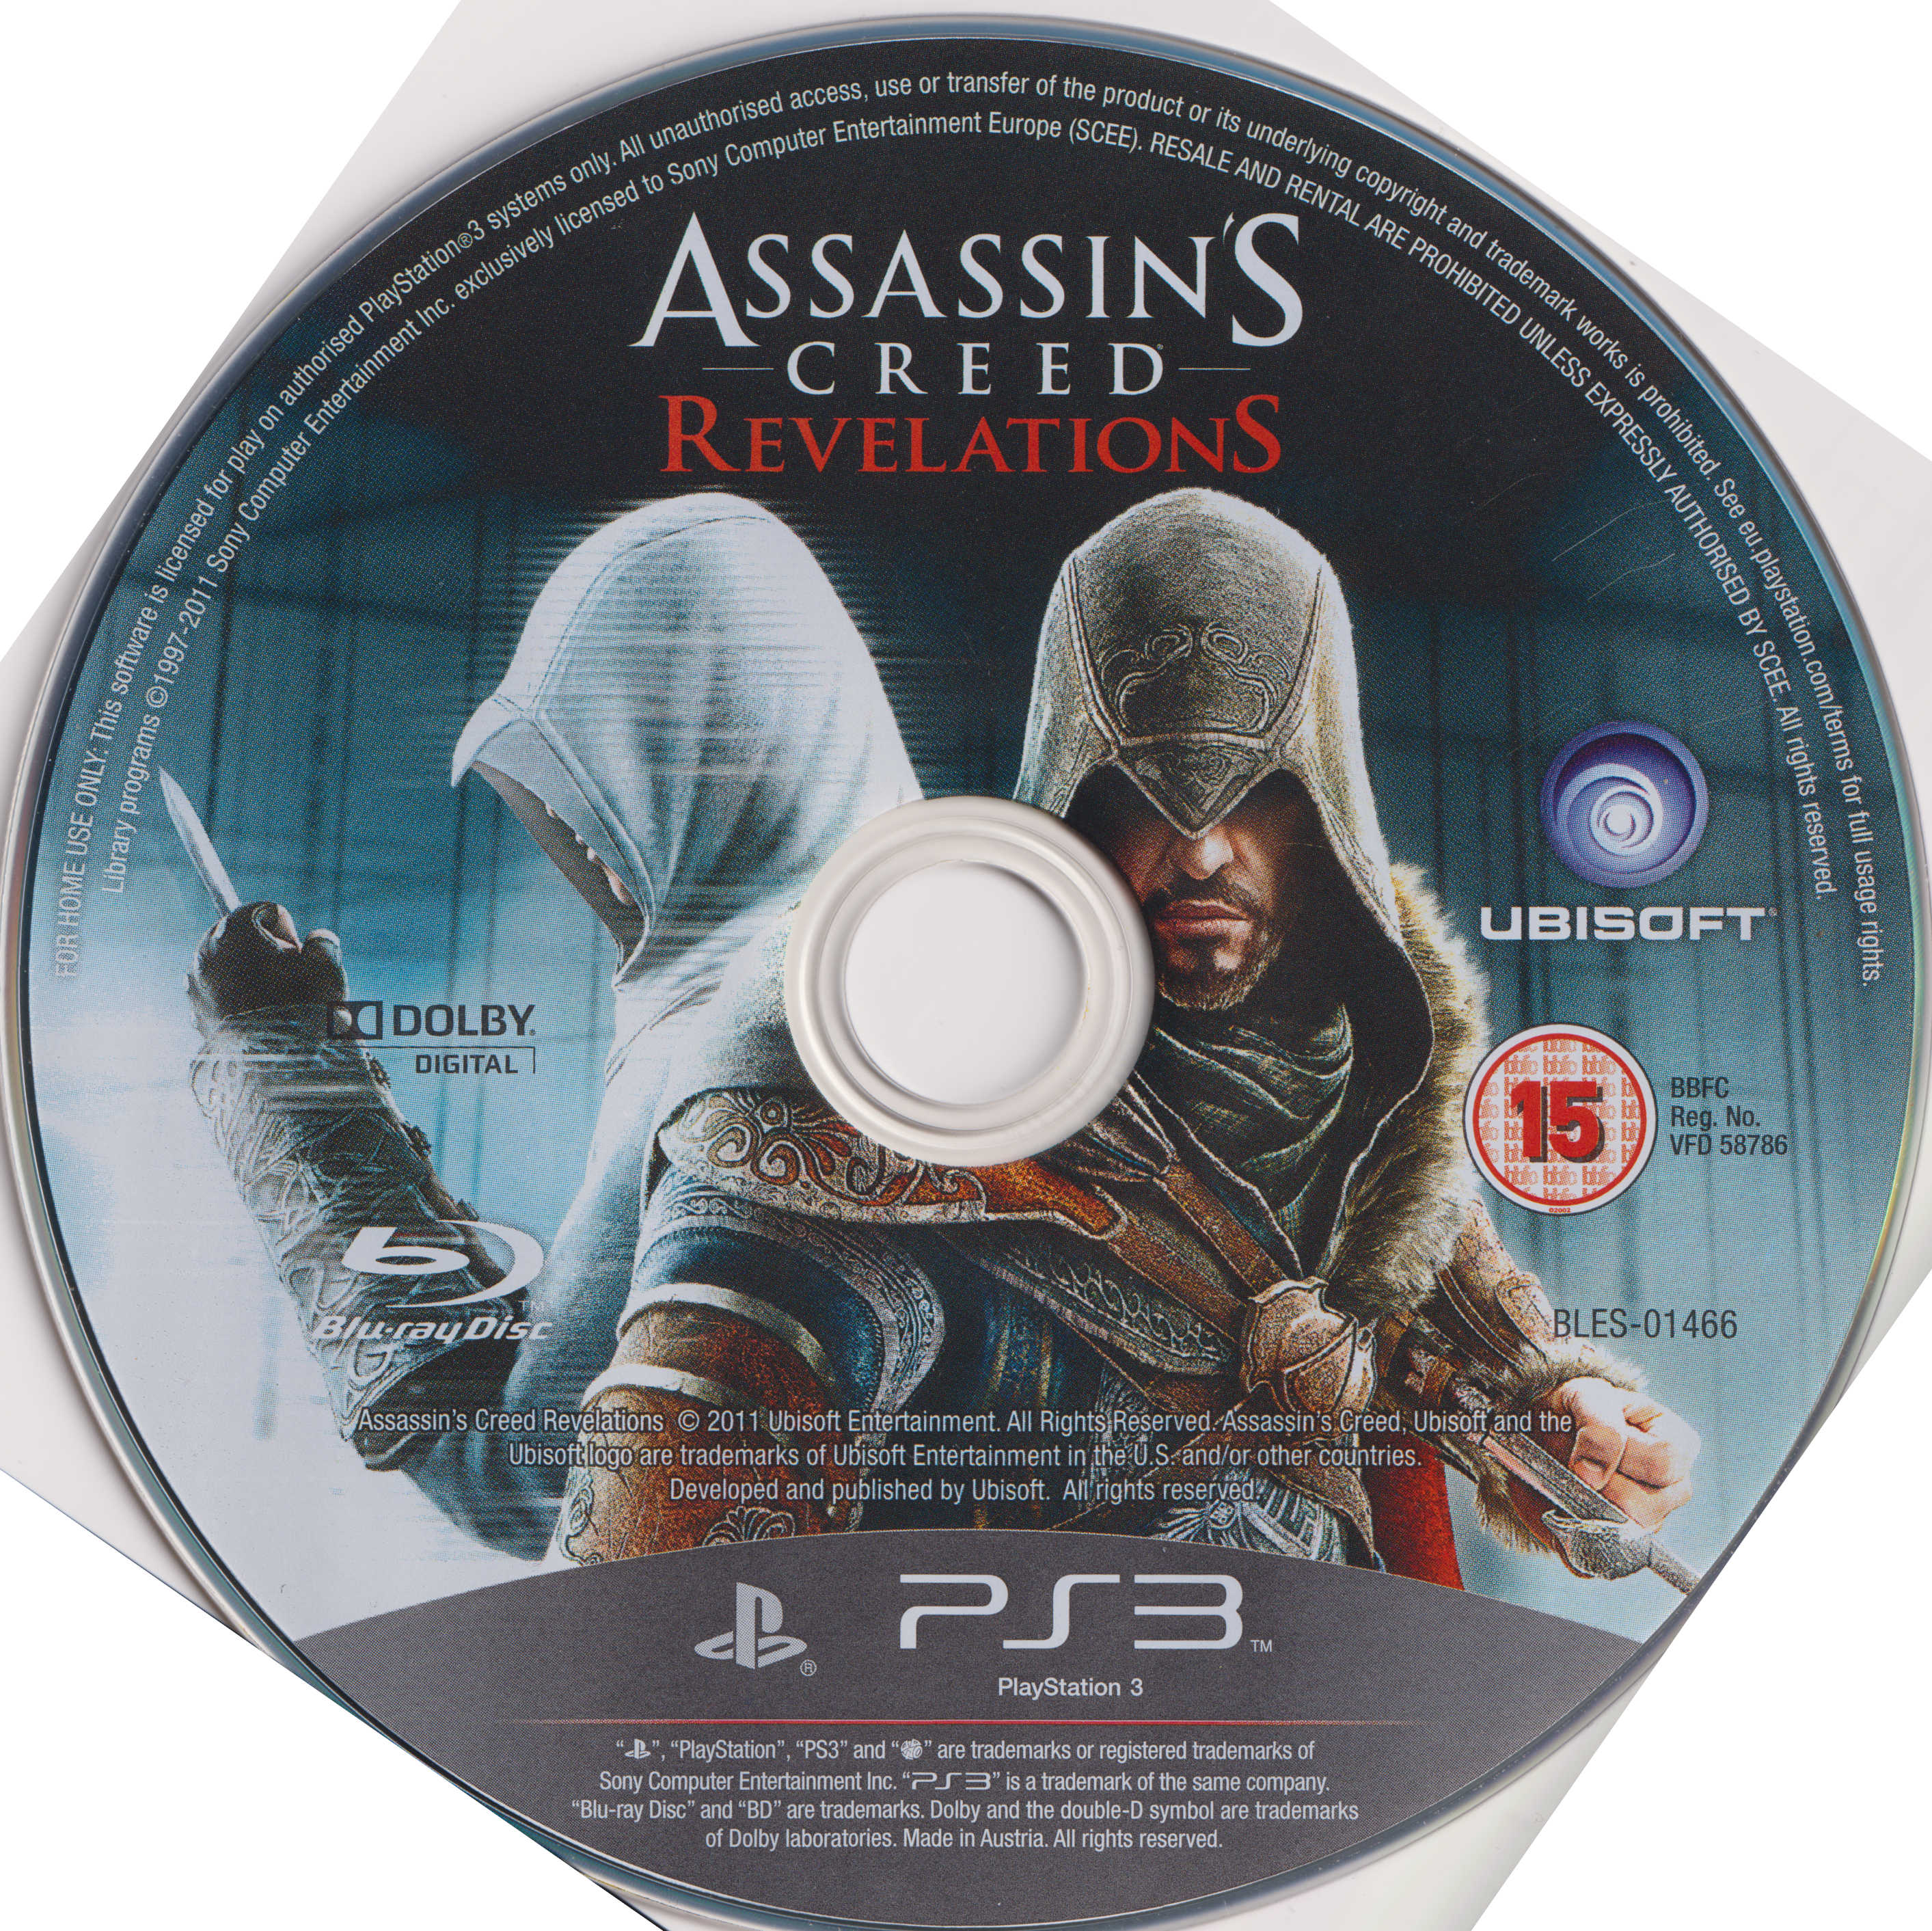 FOR HOME USE ONLY: This software is licensed for play on authorised PlayStation®3 systems only. All unauthorised access, use or transfer of the product or its underlying copyright and trademark works is prohibited. See eu.playstation.com/terms for full usage rights.
Library programs ©1997-2011 Sony Computer Entertainment Inc. exclusively licensed to Sony Computer Entertainment Europe (SCEE). RESALE AND RENTAL ARE PROHIBITED UNLESS EXPRESSLY AUTHORISED BY SCEE. All rights reserved.
ASSASSIN'S
CREED®
REVELATIONS
UBISOFT®
DOLBY®
DIGITAL
15
02002
BBFC
Reg. No.
VFD 58786
Blu-ray Disc™
BLES-01466
Assassin's Creed Revelations © 2011 Ubisoft Entertainment. All Rights Reserved. Assassin's Creed, Ubisoft and the
Ubisoft logo are trademarks of Ubisoft Entertainment in the U.S. and/or other countries.
Developed and published by Ubisoft. All rights reserved.
® PS3™
PlayStation 3
“”, “PlayStation”, “PS3” and “” are trademarks or registered trademarks of
Sony Computer Entertainment Inc. “PS3” is a trademark of the same company.
“Blu-ray Disc” and “BD” are trademarks. Dolby and the double-D symbol are trademarks
of Dolby laboratories. Made in Austria. All rights reserved.